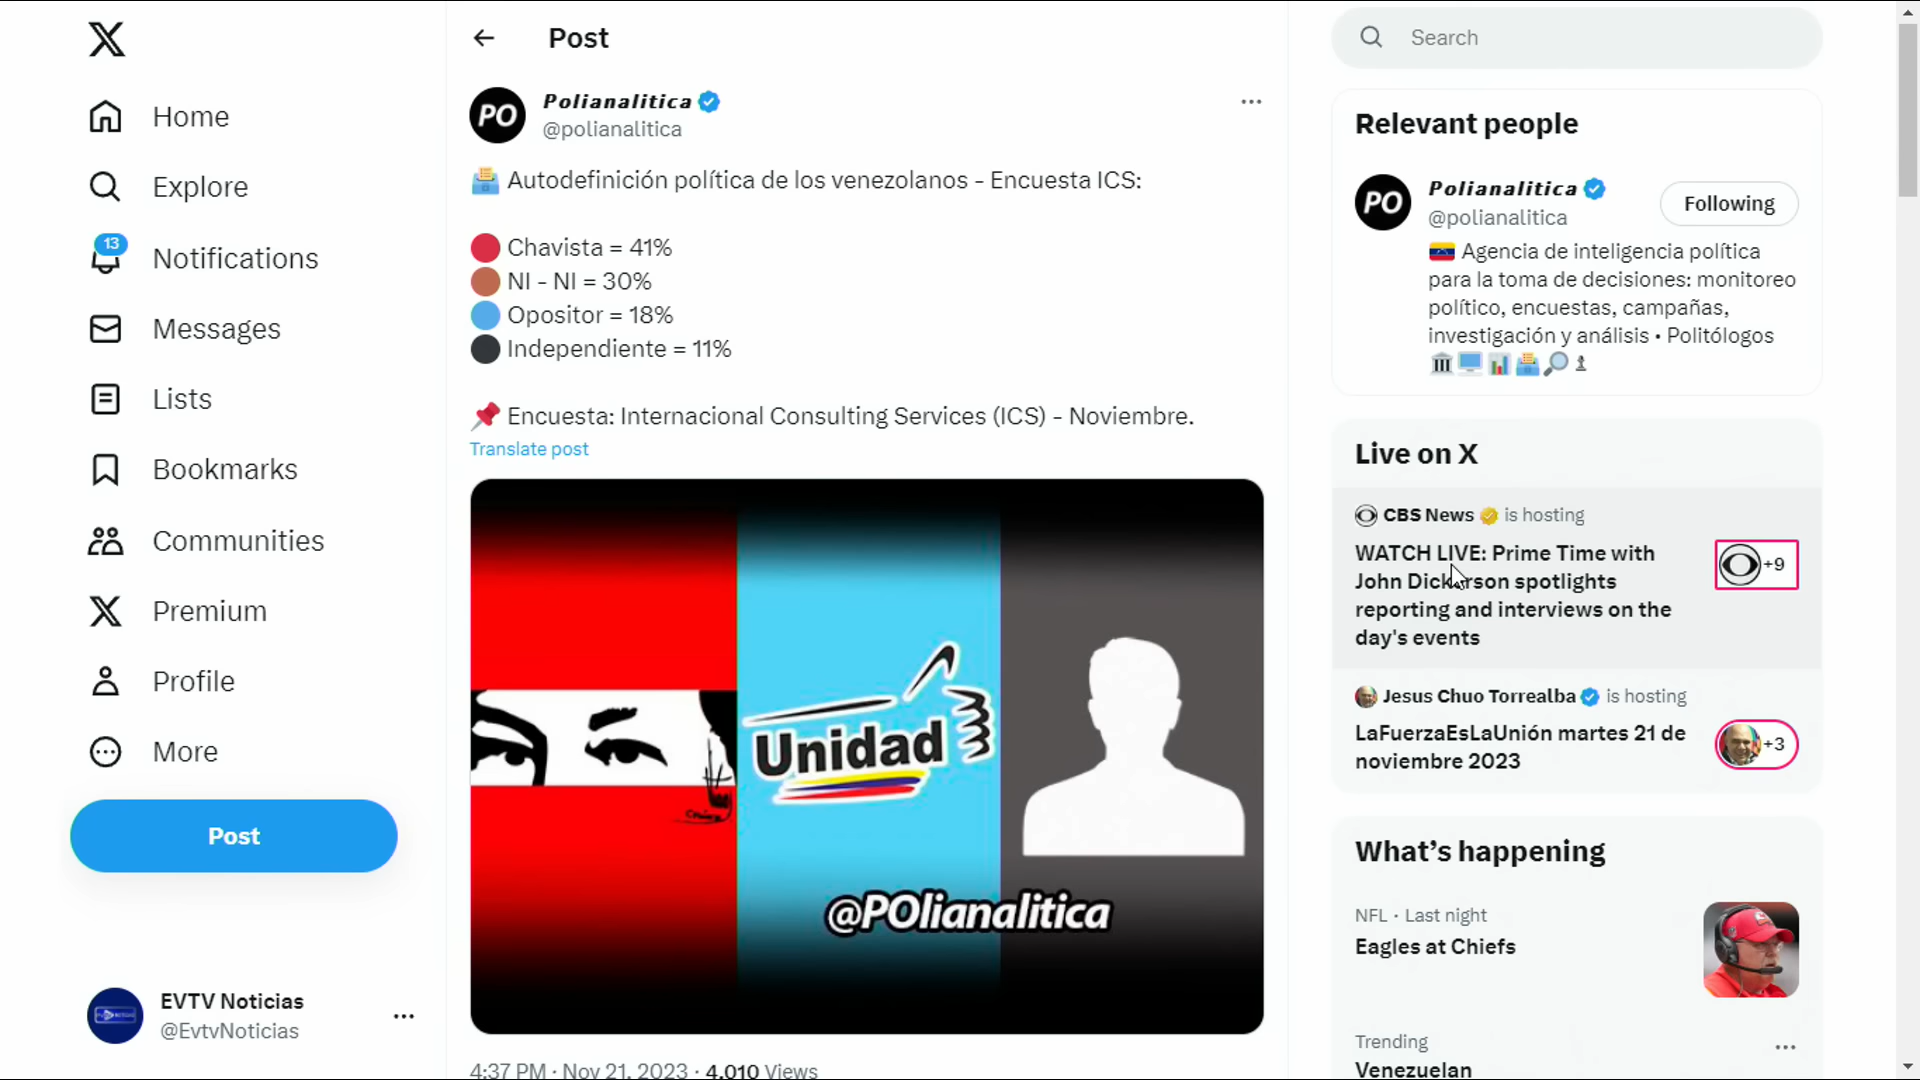 Home
Explore
13
Notifications
Messages
Lists
Bookmarks
Communities
Premium
Profile
More
Post
EVTV Noticias
@EvtvNoticias
Post
PO
Polianalitica
@polianalitica
Autodefinición política de los venezolanos - Encuesta ICS:
Chavista = 41%
NI - NI = 30%
Opositor = 18%
Independiente = 11%
Encuesta: Internacional Consulting Services (ICS) - Noviembre.
Translate post
Unidad
@POlianalitica
4:37 PM · Nov 21, 2023 · 4,010 Views
Search
Relevant people
PO
Polianalitica
@polianalitica
Following
Agencia de inteligencia política
para la toma de decisiones: monitoreo
político, encuestas, campañas,
investigación y análisis • Politólogos
Live on X
CBS News is hosting
WATCH LIVE: Prime Time with
John Dickerson spotlights
reporting and interviews on the
day's events
+9
Jesus Chuo Torrealba is hosting
LaFuerzaEsLaUnión martes 21 de
noviembre 2023
+3
What's happening
NFL · Last night
Eagles at Chiefs
Trending
Venezuelan